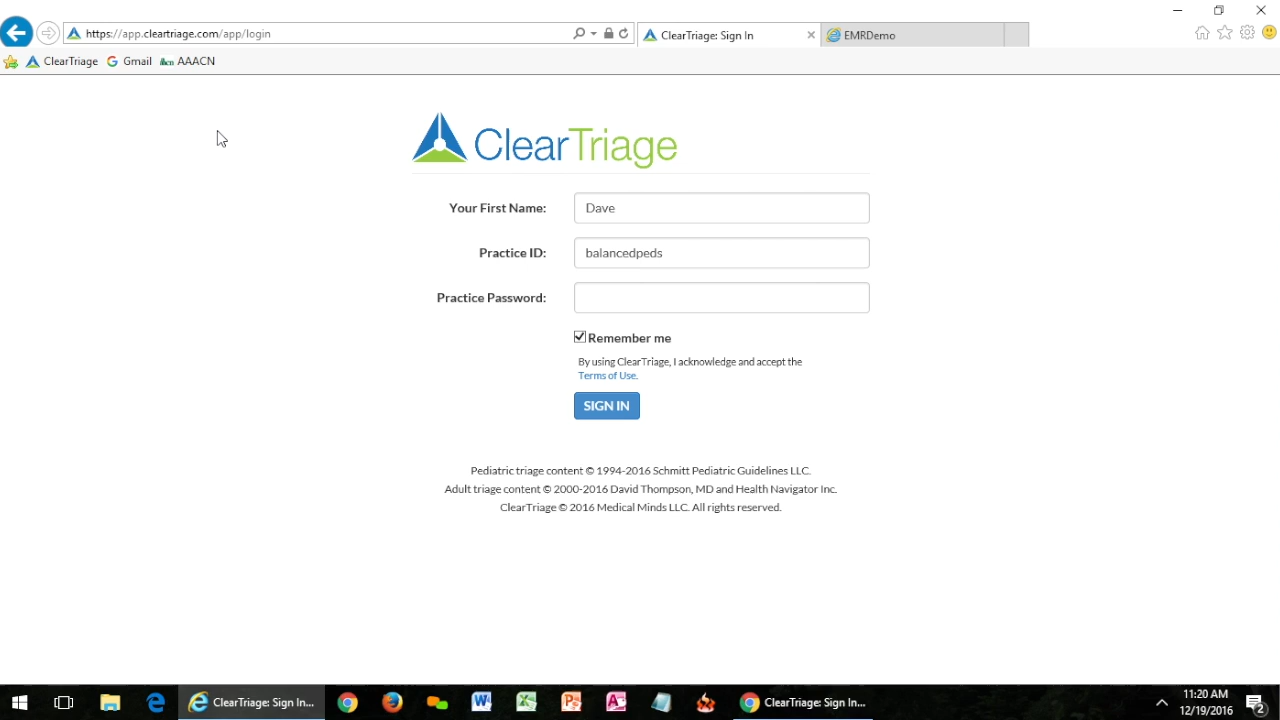 https://app.cleartriage.com/app/login
ClearTriage: Sign In
EMRDemo
ClearTriage
Gmail
AAACN
ClearTriage
Your First Name:
Dave
Practice ID:
balancedpeds
Practice Password:
Remember me
By using ClearTriage, I acknowledge and accept the
Terms of Use.
SIGN IN
Pediatric triage content © 1994-2016 Schmitt Pediatric Guidelines LLC.
Adult triage content © 2000-2016 David Thompson, MD and Health Navigator Inc.
ClearTriage © 2016 Medical Minds LLC. All rights reserved.
ClearTriage: Sign In...
ClearTriage: Sign In...
11:20 AM
12/19/2016
2